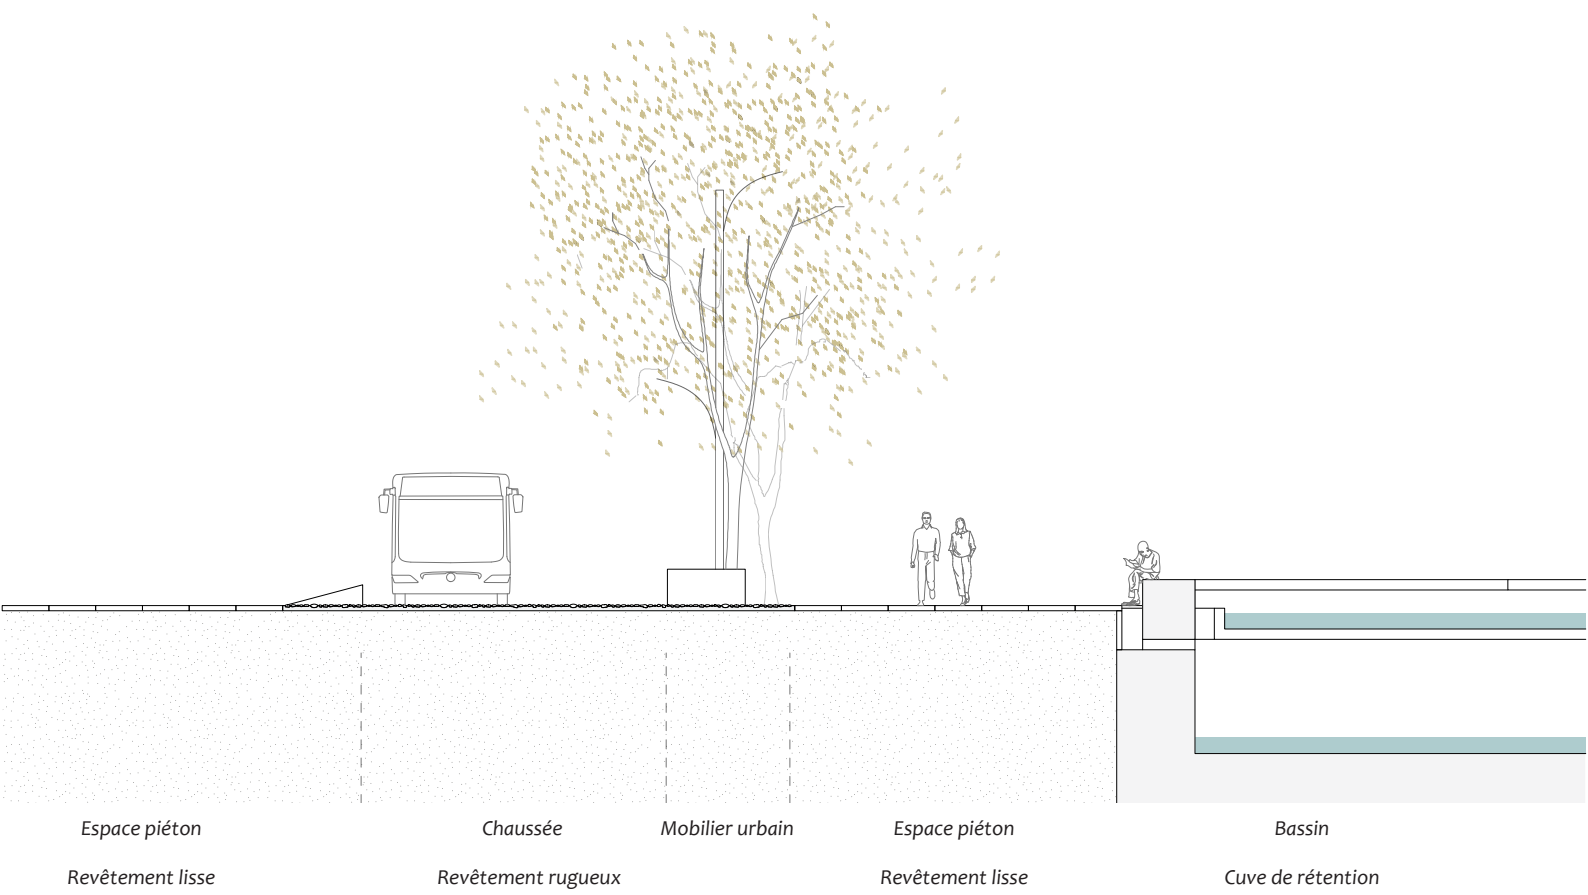 Espace piéton
Chaussée
Mobilier urbain
Espace piéton
Bassin
Revêtement lisse
Revêtement rugueux
Revêtement lisse
Cuve de rétention